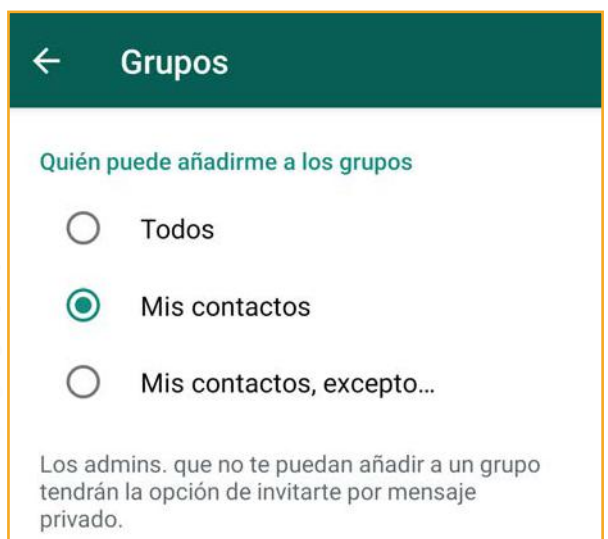 Grupos
Quién puede añadirme a los grupos
Todos
Mis contactos
Mis contactos, excepto...
Los admins. que no te puedan añadir a un grupo
tendrán la opción de invitarte por mensaje
privado.